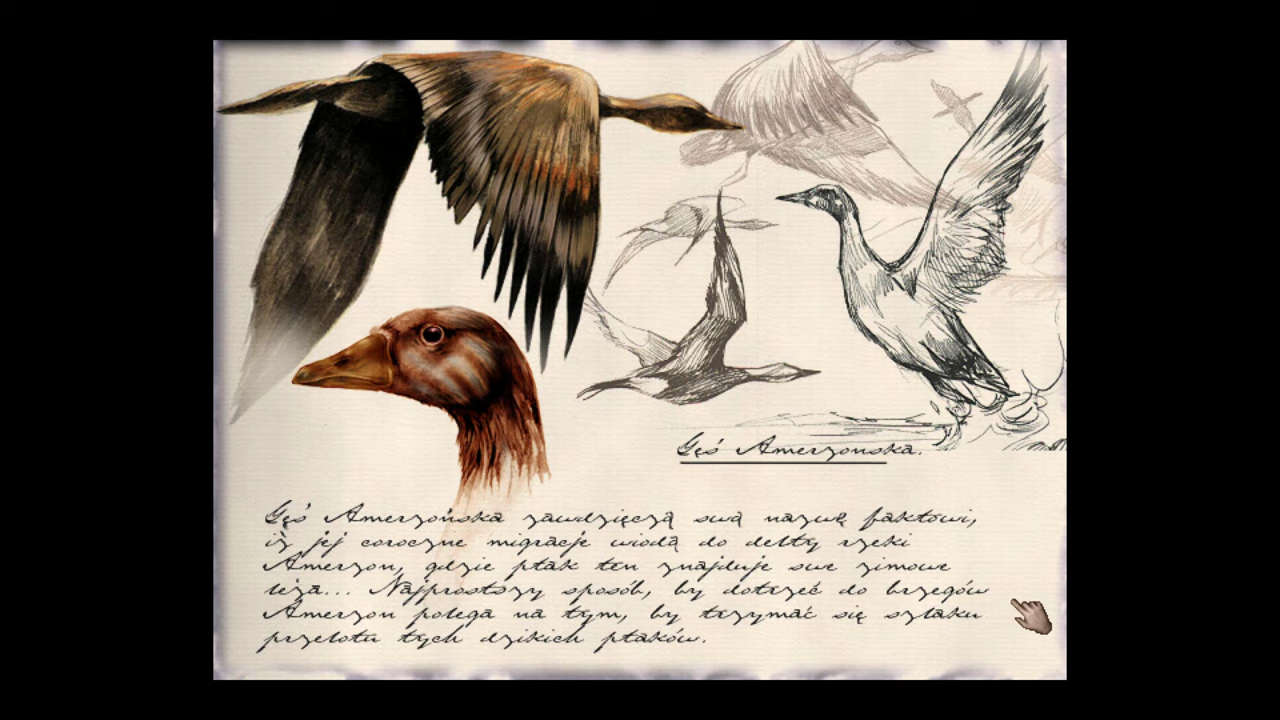 Gęś Amerzonska.
Gęś Amerzońska zawdzięczą swą nazwę faktowi,
iż jej coroczne migracje wiodą do delty rzeki
Amerzon, gdzie ptak ten znajduje swe zimowe
leża... Najprostszy sposób, by dotrzeć do brzegów
Amerzon polega na tym, by trzymać się szlaku
przelotu tych dzikich ptaków.